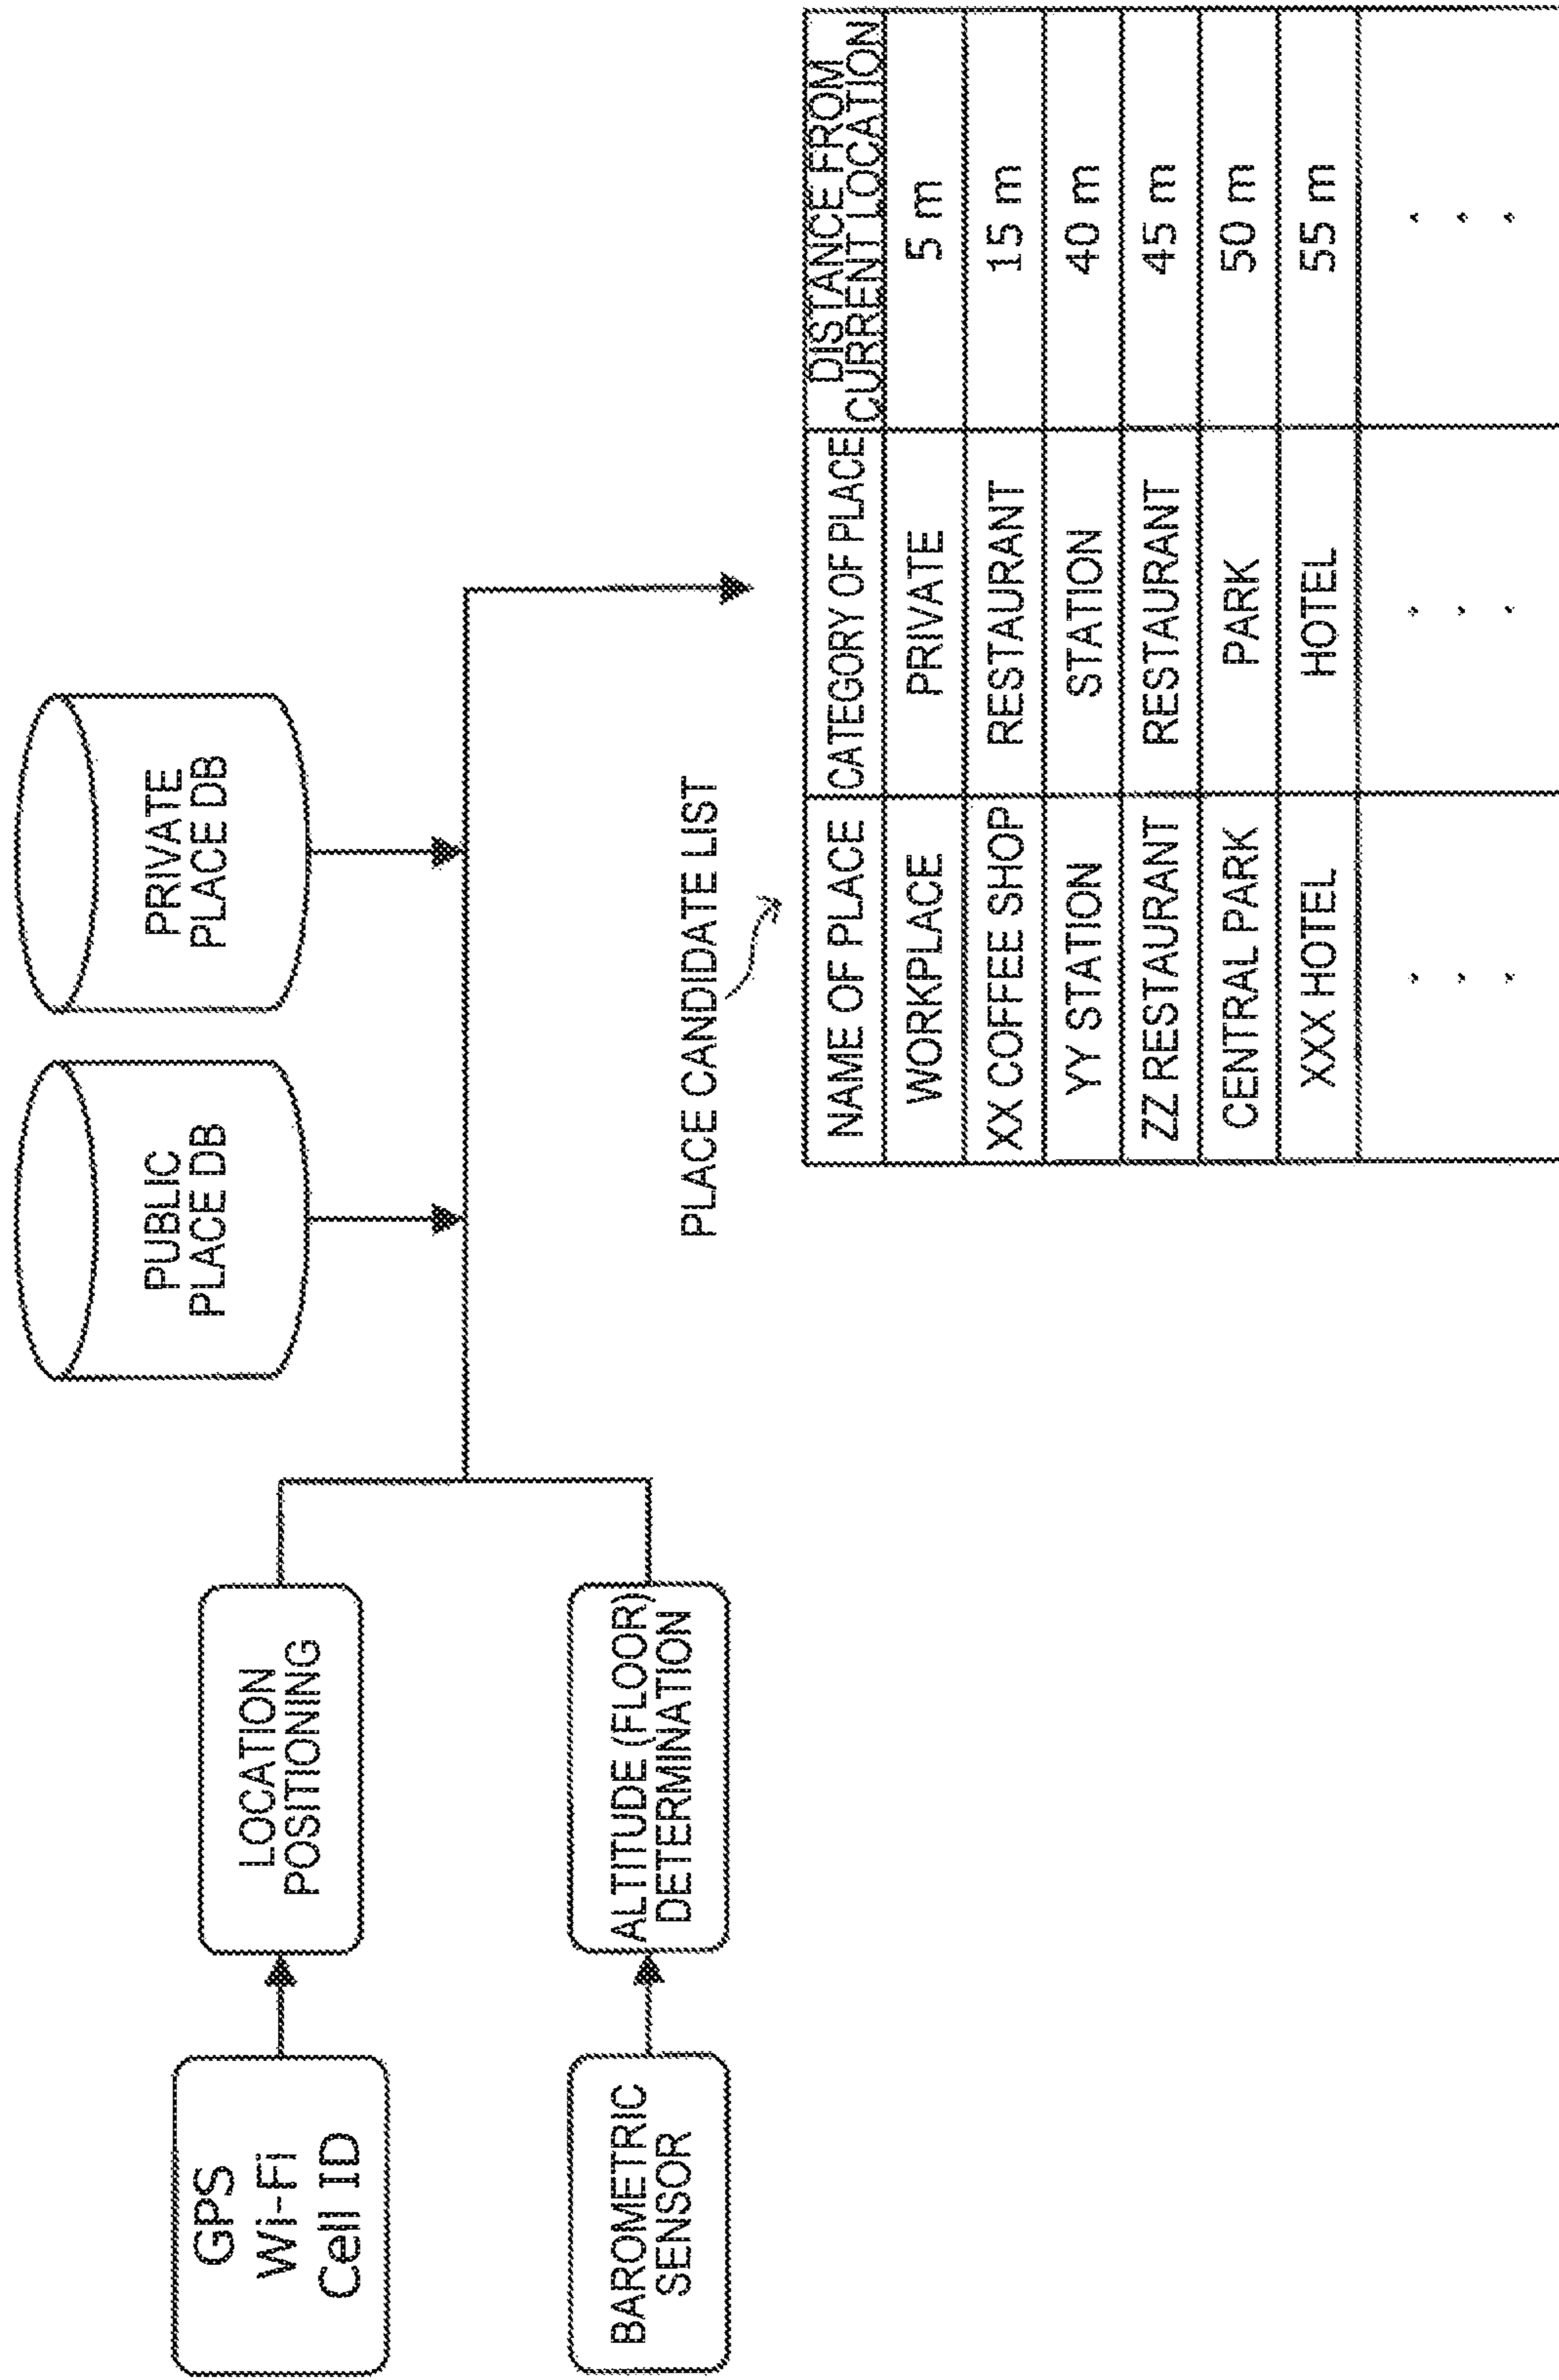 GPS
Wi-Fi
Cell ID
LOCATION
POSITIONING
BAROMETRIC
SENSOR
ALTITUDE (FLOOR)
DETERMINATION
PUBLIC
PLACE DB
PRIVATE
PLACE DB
PLACE CANDIDATE LIST
NAME OF PLACE CATEGORY OF PLACE DISTANCE FROM CURRENT LOCATION
WORKPLACE PRIVATE 5 m
XX COFFEE SHOP RESTAURANT 15 m
YY STATION STATION 40 m
ZZ RESTAURANT RESTAURANT 45 m
CENTRAL PARK PARK 50 m
XXX HOTEL HOTEL 55 m